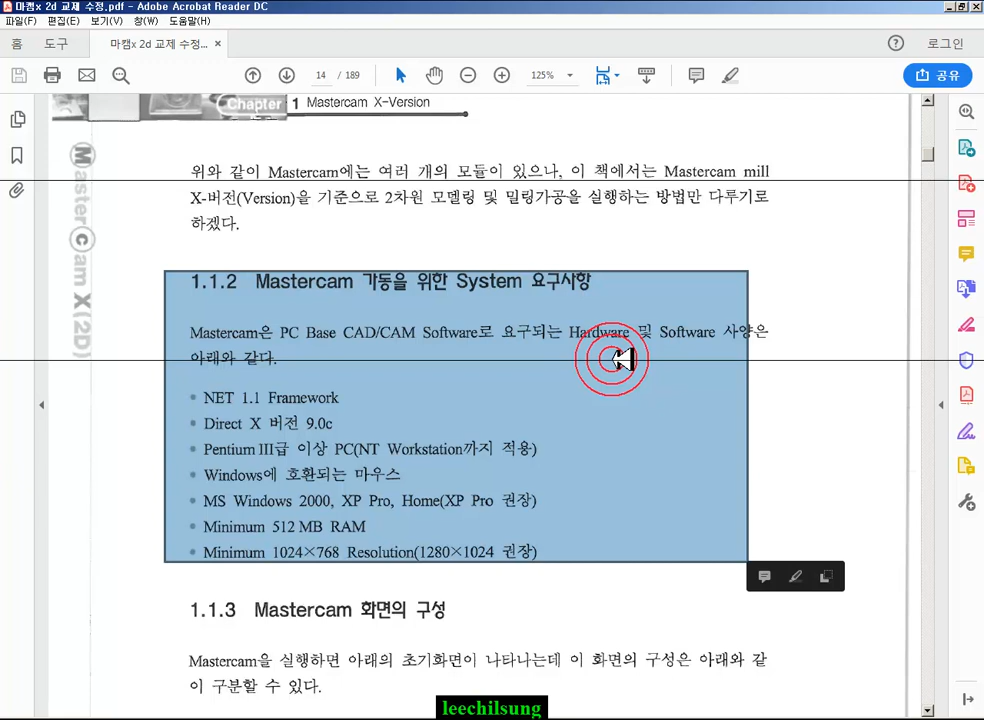 마캠x 2d 교제 수정.pdf - Adobe Acrobat Reader DC
파일(F) 편집(E) 보기(V) 창(W) 도움말(H)
홈 도구 마캠x 2d 교제 수정... × 로그인
14 / 189 125% 공유
Chapter 1 Mastercam X-Version
Mastercam X(2D)
위와 같이 Mastercam에는 여러 개의 모듈이 있으나, 이 책에서는 Mastercam mill
X-버전(Version)을 기준으로 2차원 모델링 및 밀링가공을 실행하는 방법만 다루기로
하겠다.
1.1.2 Mastercam 가동을 위한 System 요구사항
Mastercam은 PC Base CAD/CAM Software로 요구되는 Hardware 및 Software 사양은
아래와 같다.
• NET 1.1 Framework
• Direct X 버전 9.0c
• Pentium III급 이상 PC(NT Workstation까지 적용)
• Windows에 호환되는 마우스
• MS Windows 2000, XP Pro, Home(XP Pro 권장)
• Minimum 512 MB RAM
• Minimum 1024×768 Resolution(1280×1024 권장)
1.1.3 Mastercam 화면의 구성
Mastercam을 실행하면 아래의 초기화면이 나타나는데 이 화면의 구성은 아래와 같
이 구분할 수 있다.
leechilsung